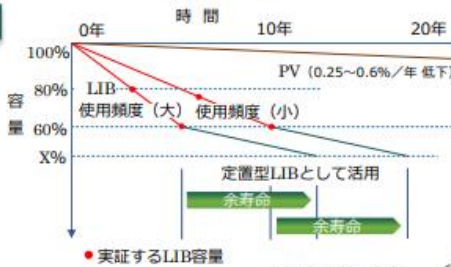 時 間
0年 10年 20年
100%
PV（0.25～0.6%/年 低下
80% LIB
使用頻度（大） 使用頻度（小）
容量
60%
X%
定置型LIBとして活用
余寿命
余寿命
実証するLIB容量